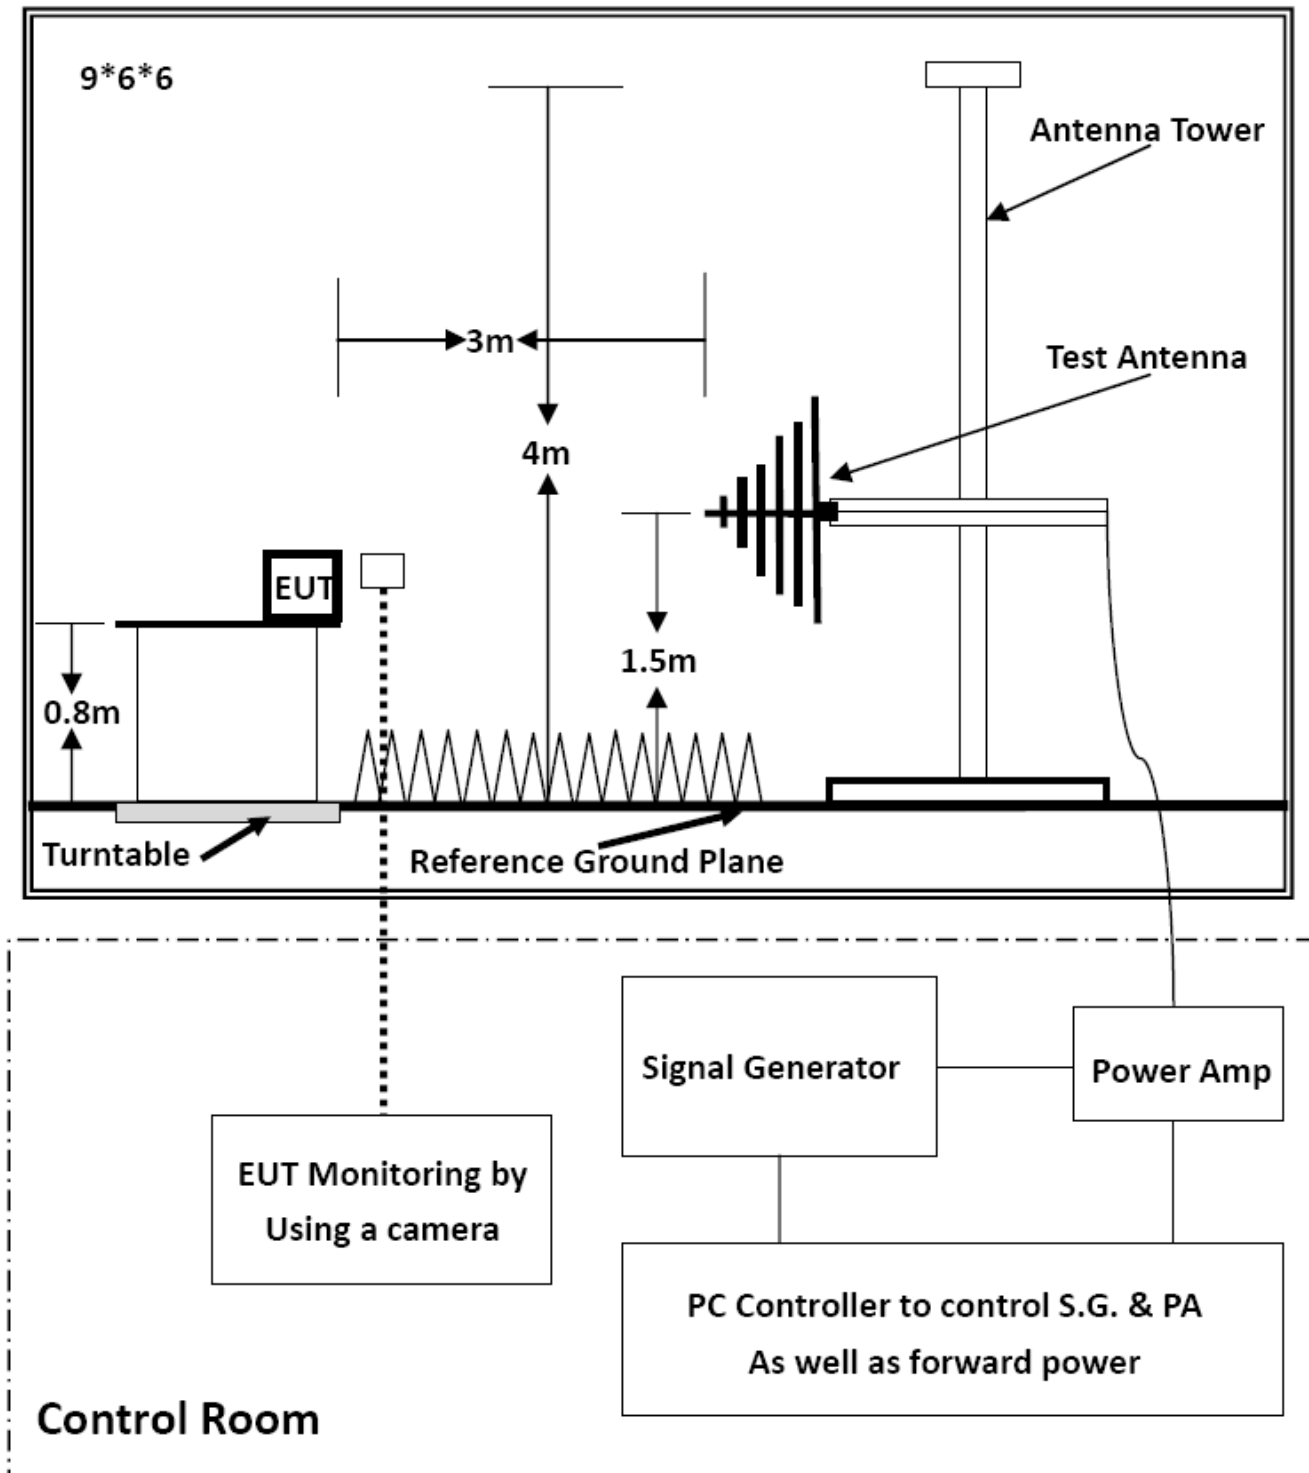 9*6*6
Antenna Tower
3m
Test Antenna
4m
EUT
1.5m
0.8m
Turntable
Reference Ground Plane
Signal Generator
Power Amp
EUT Monitoring by
Using a camera
PC Controller to control S.G. & PA
As well as forward power
Control Room